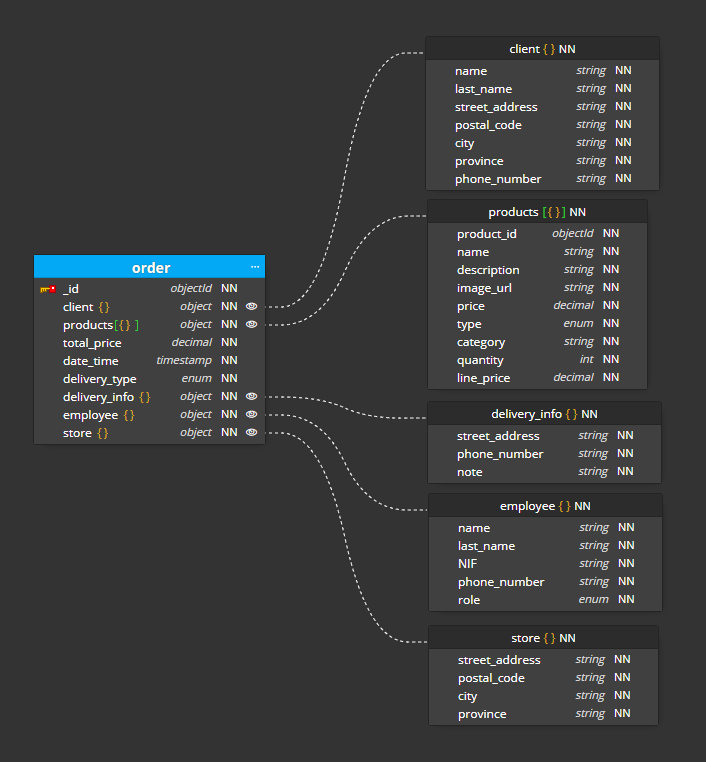 order ...
_id objectId NN
client {} object NN
products[{} ] object NN
total_price decimal NN
date_time timestamp NN
delivery_type enum NN
delivery_info {} object NN
employee {} object NN
store {} object NN
client {} NN
name string NN
last_name string NN
street_address string NN
postal_code string NN
city string NN
province string NN
phone_number string NN
products [{}] NN
product_id objectId NN
name string NN
description string NN
image_url string NN
price decimal NN
type enum NN
category string NN
quantity int NN
line_price decimal NN
delivery_info {} NN
street_address string NN
phone_number string NN
note string NN
employee {} NN
name string NN
last_name string NN
NIF string NN
phone_number string NN
role enum NN
store {} NN
street_address string NN
postal_code string NN
city string NN
province string NN